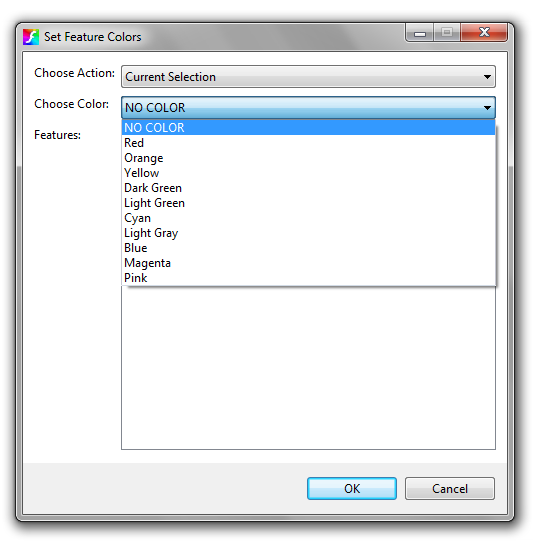 Set Feature Colors
Choose Action: Current Selection
Choose Color: NO COLOR
Features:
NO COLOR
Red
Orange
Yellow
Dark Green
Light Green
Cyan
Light Gray
Blue
Magenta
Pink
OK Cancel